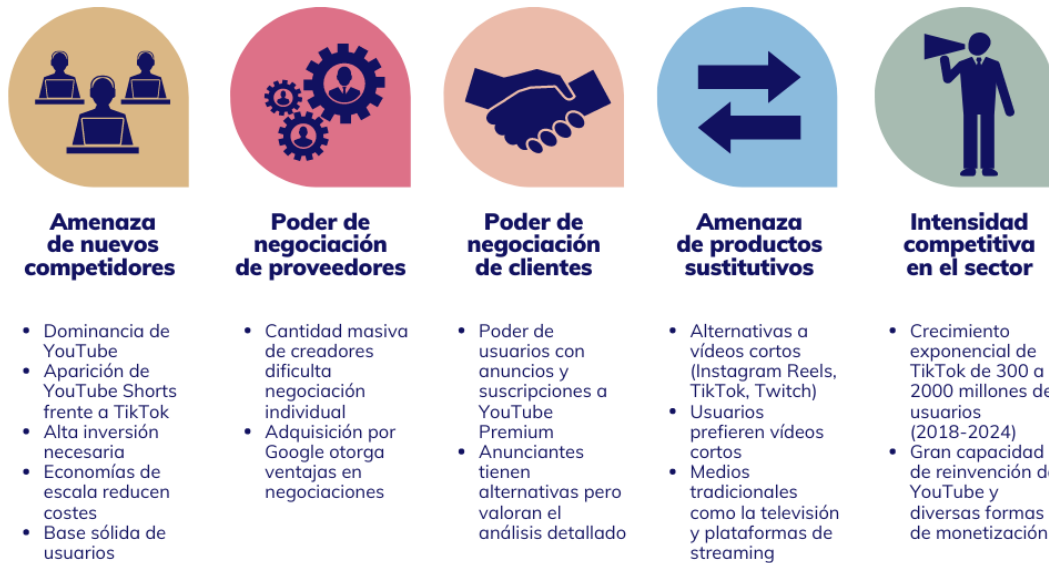 Amenaza
de nuevos
competidores
• Dominancia de
YouTube
• Aparición de
YouTube Shorts
frente a TikTok
• Alta inversión
necesaria
• Economías de
escala reducen
costes
• Base sólida de
usuarios
Poder de
negociación
de proveedores
• Cantidad masiva
de creadores
dificulta
negociación
individual
• Adquisición por
Google otorga
ventajas en
negociaciones
Poder de
negociación
de clientes
• Poder de
usuarios con
anuncios y
suscripciones a
YouTube
Premium
• Anunciantes
tienen
alternativas pero
valoran el
análisis detallado
Amenaza
de productos
sustitutivos
• Alternativas a
vídeos cortos
(Instagram Reels,
TikTok, Twitch)
• Usuarios
prefieren vídeos
cortos
• Medios
tradicionales
como la televisión
y plataformas de
streaming
Intensidad
competitiva
en el sector
• Crecimiento
exponencial de
TikTok de 300 a
2000 millones de
usuarios
(2018-2024)
• Gran capacidad
de reinvención de
YouTube y
diversas formas
de monetización